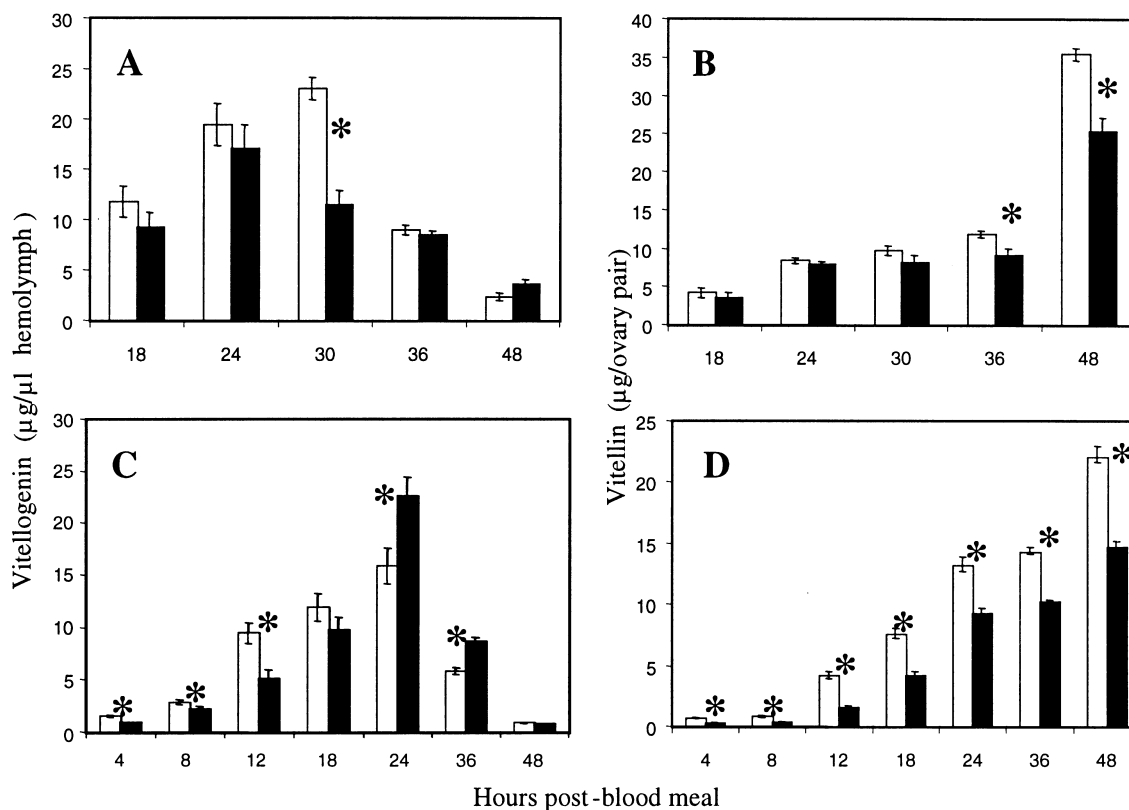 A
30
25
20
15
10
5
0
18 24 30 36 48
*
B
40
35
30
25
20
15
10
5
0
18 24 30 36 48
* *
Vitellogenin (µg/µl hemolymph)
Vitellin (µg/ovary pair)
C
30
25
20
15
10
5
0
4 8 12 18 24 36 48
* * * * *
D
25
20
15
10
5
0
4 8 12 18 24 36 48
* * * * * * *
Hours post-blood meal